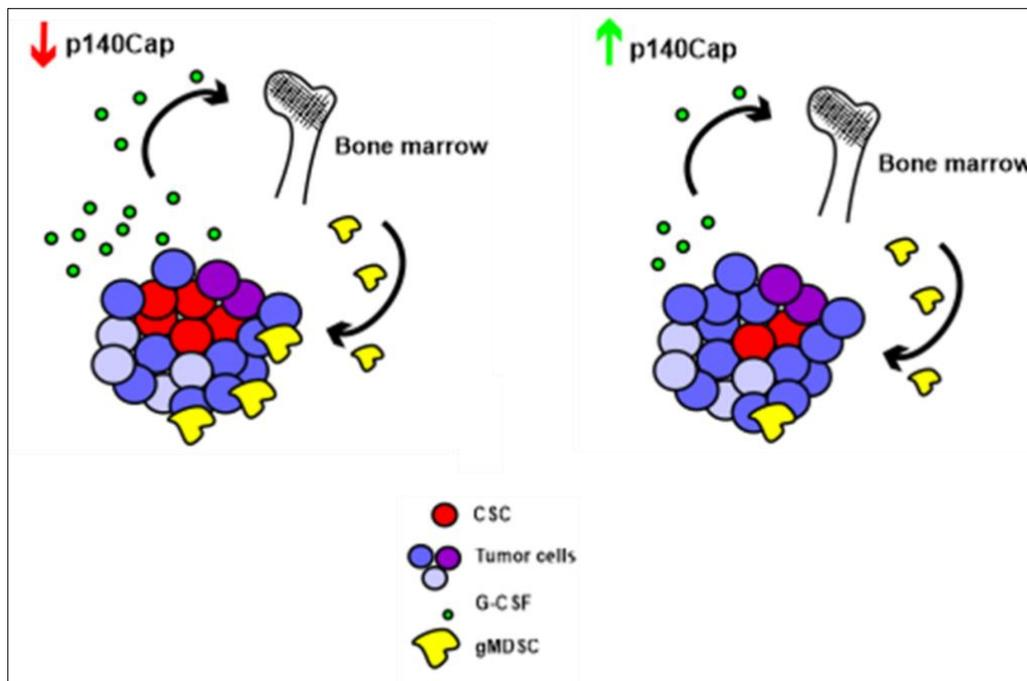 p140Cap
Bone marrow
p140Cap
Bone marrow
CSC
Tumor cells
G-CSF
gMDSC